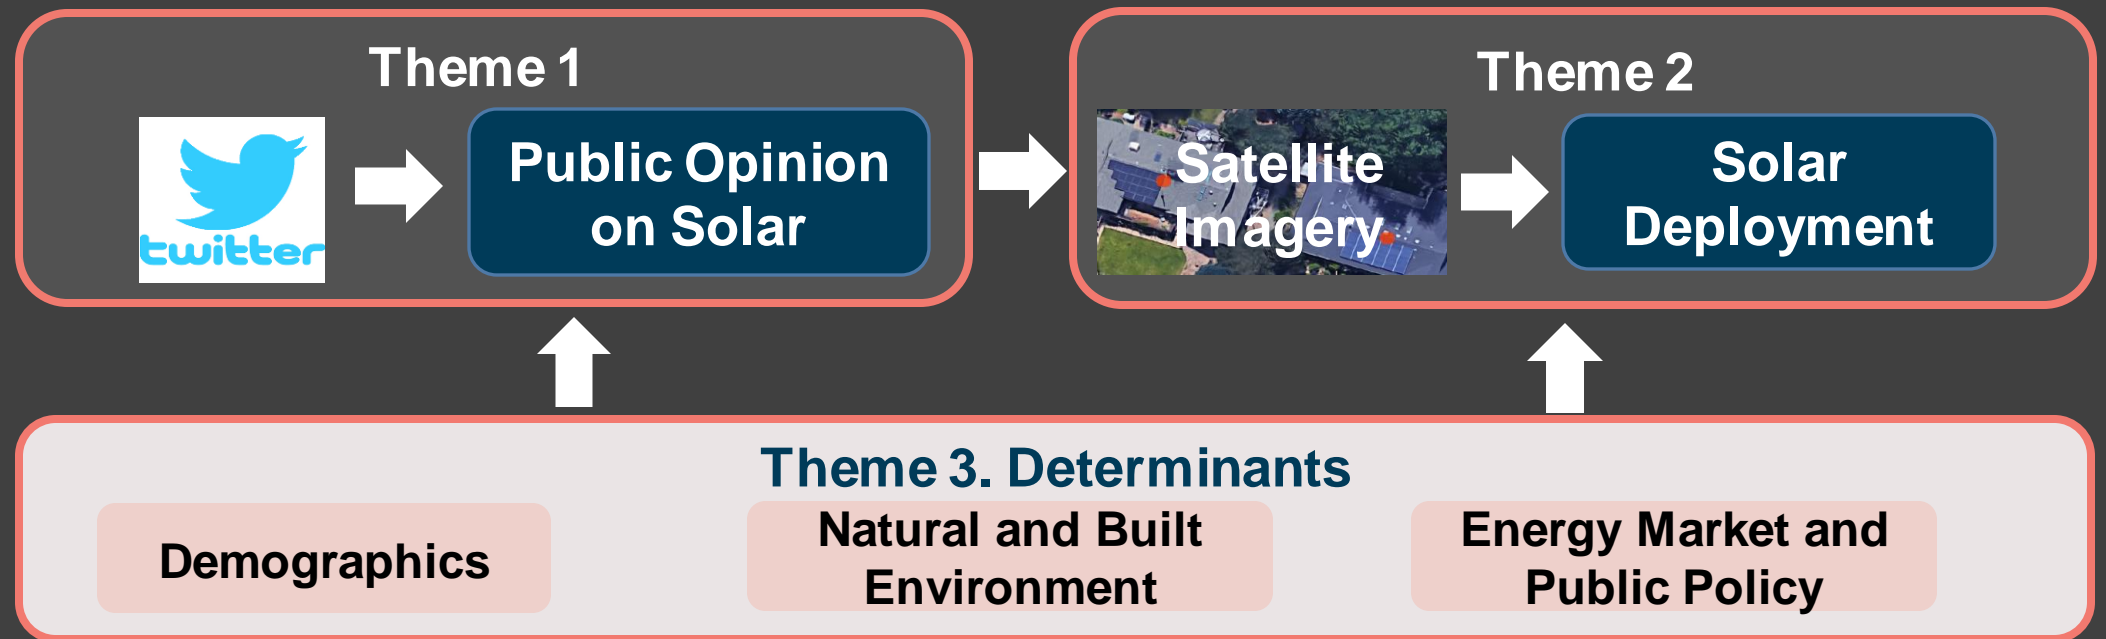 Theme 1
twitter
Public Opinion
on Solar
Theme 2
Satellite
Imagery
Solar
Deployment
Theme 3. Determinants
Demographics
Natural and Built
Environment
Energy Market and
Public Policy